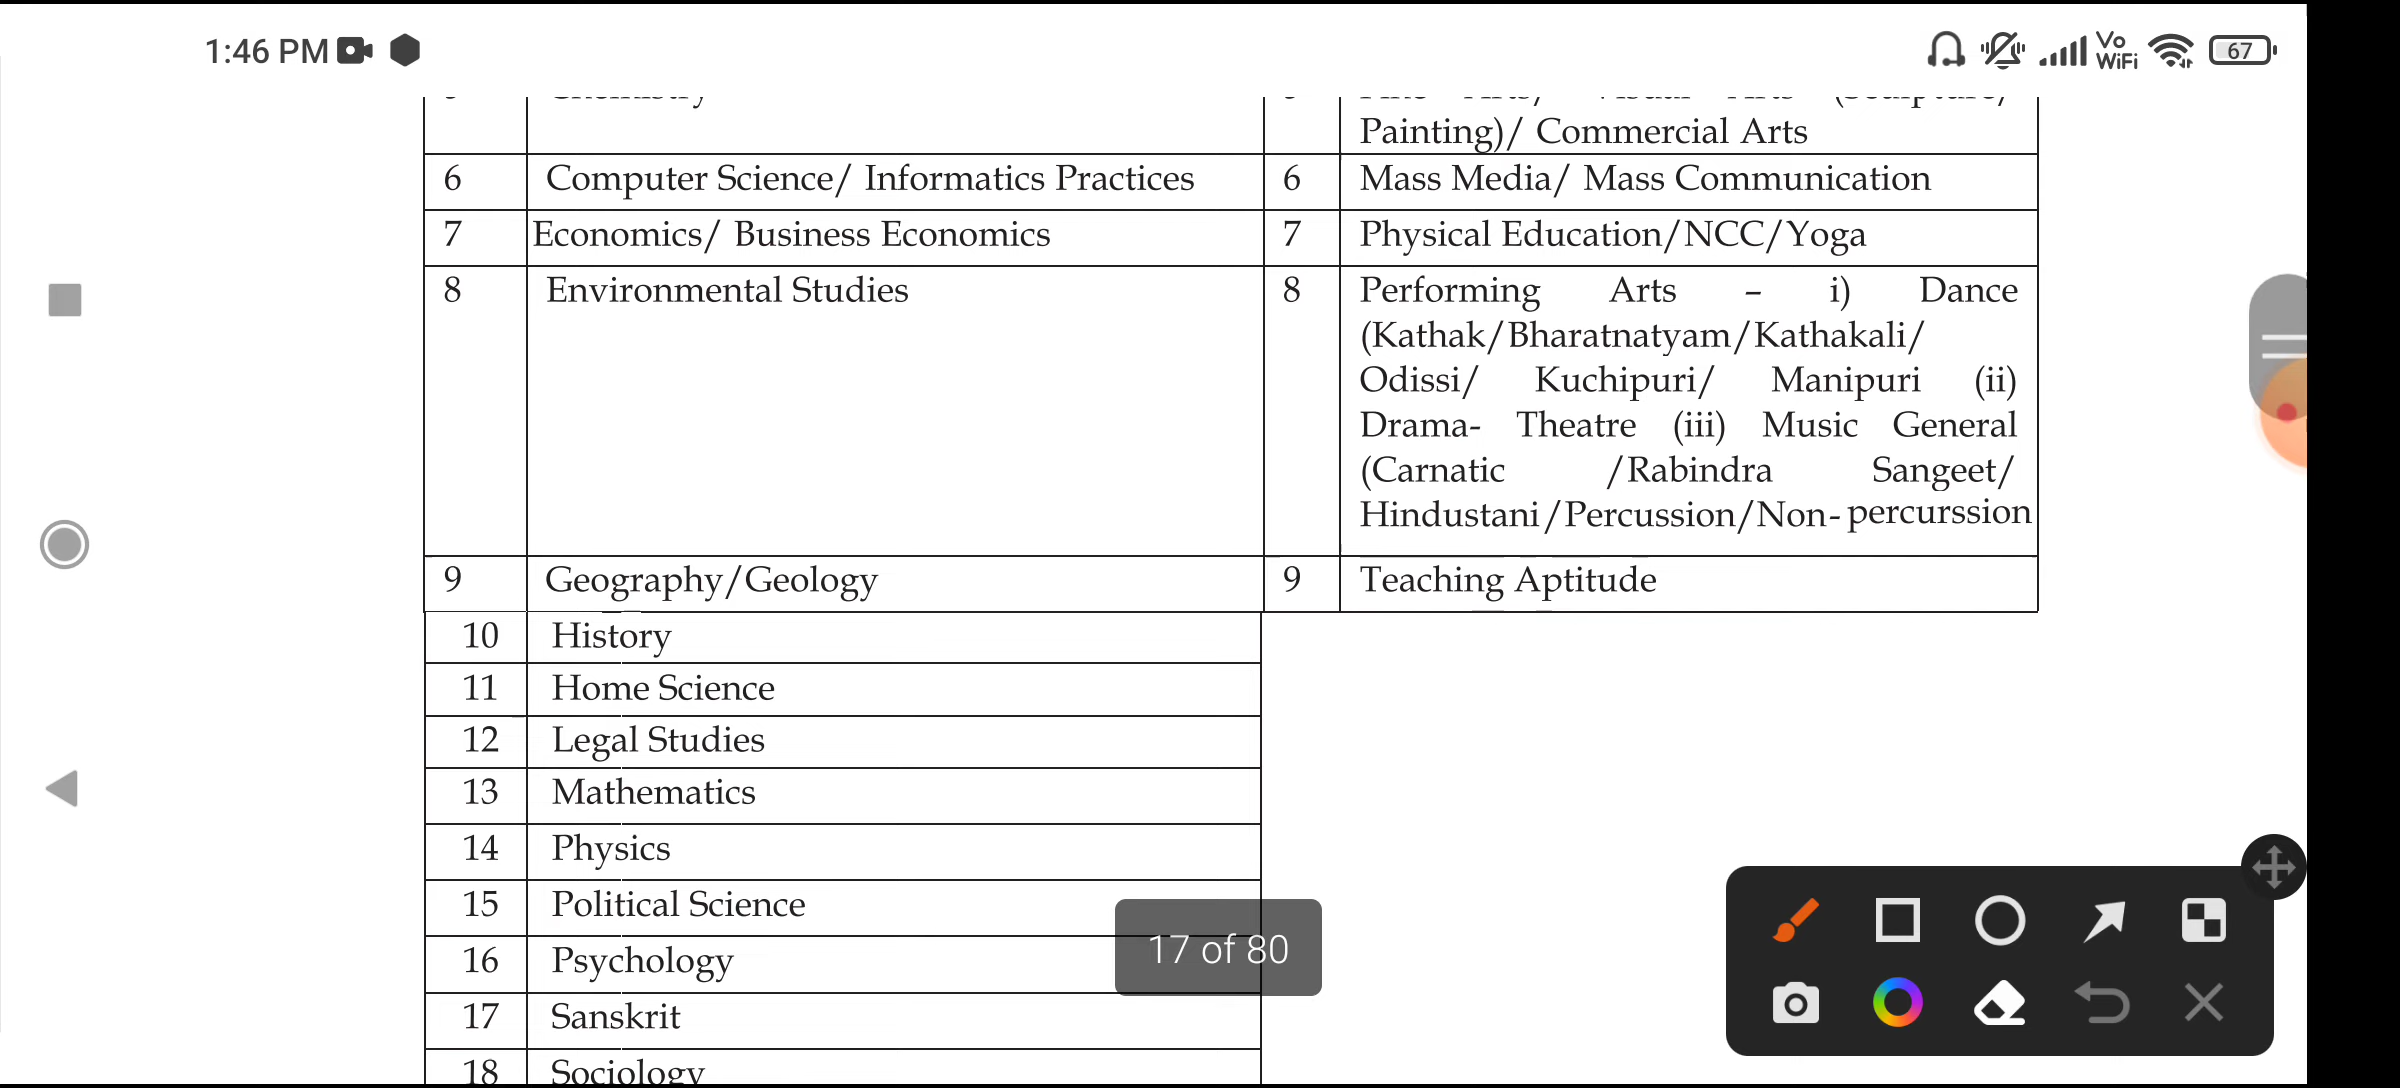 1:46 PM
Vo
WiFi
67
Chemistry
Painting)/ Commercial Arts
6 Computer Science/ Informatics Practices 6 Mass Media/ Mass Communication
7 Economics/ Business Economics 7 Physical Education/NCC/Yoga
8 Environmental Studies 8 Performing Arts – i) Dance
(Kathak/Bharatnatyam/Kathakali/
Odissi/ Kuchipuri/ Manipuri (ii)
Drama- Theatre (iii) Music General
(Carnatic /Rabindra Sangeet/
Hindustani/Percussion/Non-percurssion
9 Geography/Geology 9 Teaching Aptitude
10 History
11 Home Science
12 Legal Studies
13 Mathematics
14 Physics
15 Political Science
16 Psychology
17 Sanskrit
18 Sociology
17 of 80